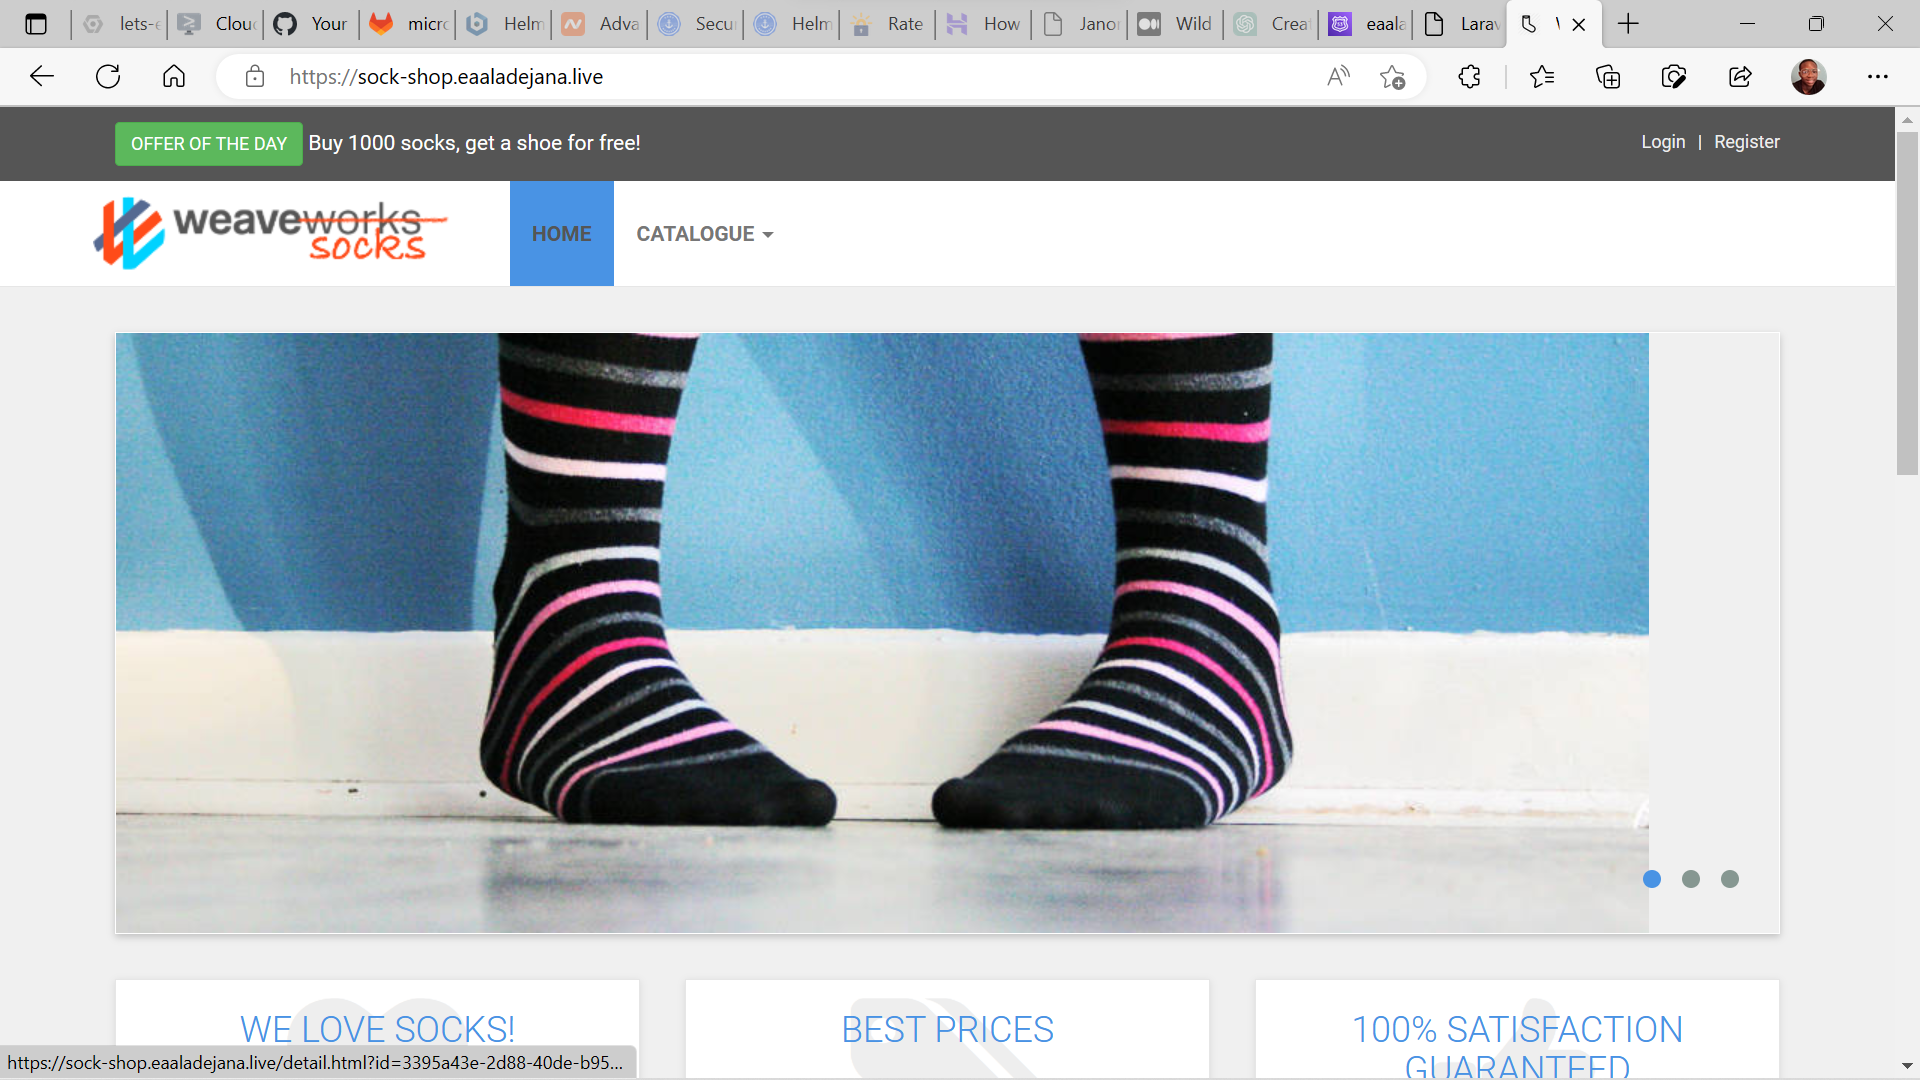 lets-e
Clou
Your
micro
Helm
Adva
Secu
Helm
Rate
How
Janor
Wild
Crea
eaala
Larav
https://sock-shop.eaaladejana.live
OFFER OF THE DAY Buy 1000 socks, get a shoe for free!
Login | Register
weaveworks
socks
HOME
CATALOGUE
WE LOVE SOCKS!
BEST PRICES
100% SATISFACTION
GUARANTEED
https://sock-shop.eaaladejana.live/detail.html?id=3395a43e-2d88-40de-b95...